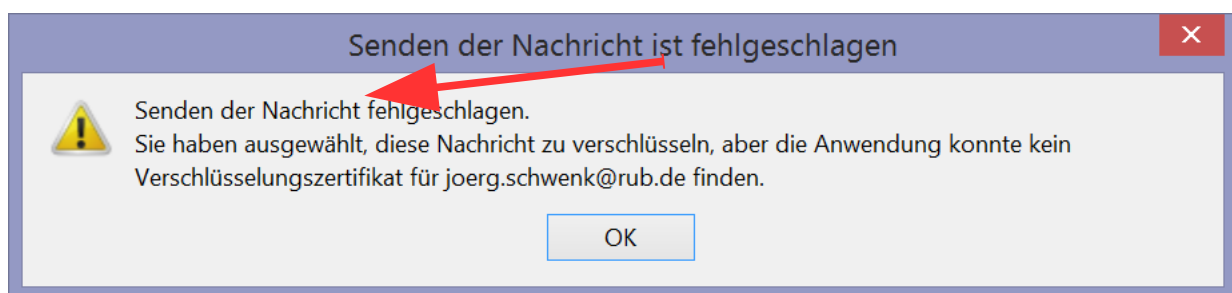 Senden der Nachricht ist fehlgeschlagen
Senden der Nachricht fehlgeschlagen.
Sie haben ausgewählt, diese Nachricht zu verschlüseln, aber die Anwendung konnte kein
Verschlüsselungszertifikat für joerg.schwenk@rub.de finden.
OK